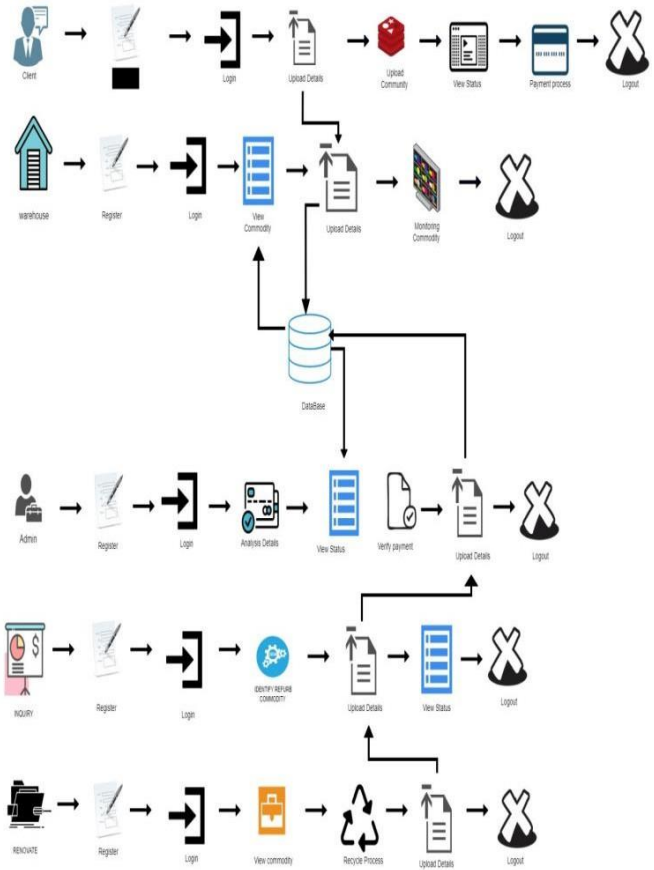 Client
Login
Upload Details
Upload
Community
View Status
Payment process
Logout
warehouse
Register
Login
View
Commodity
Upload Details
Monitoring
Commodity
Logout
DataBase
Admin
Register
Login
Analysis Details
View Status
Verify payment
Upload Details
Logout
INQUIRY
Register
Login
IDENTIFY REFURB
COMMODITY
Upload Details
View Status
Logout
RENOVATE
Register
Login
View commodity
Recycle Process
Upload Details
Logout